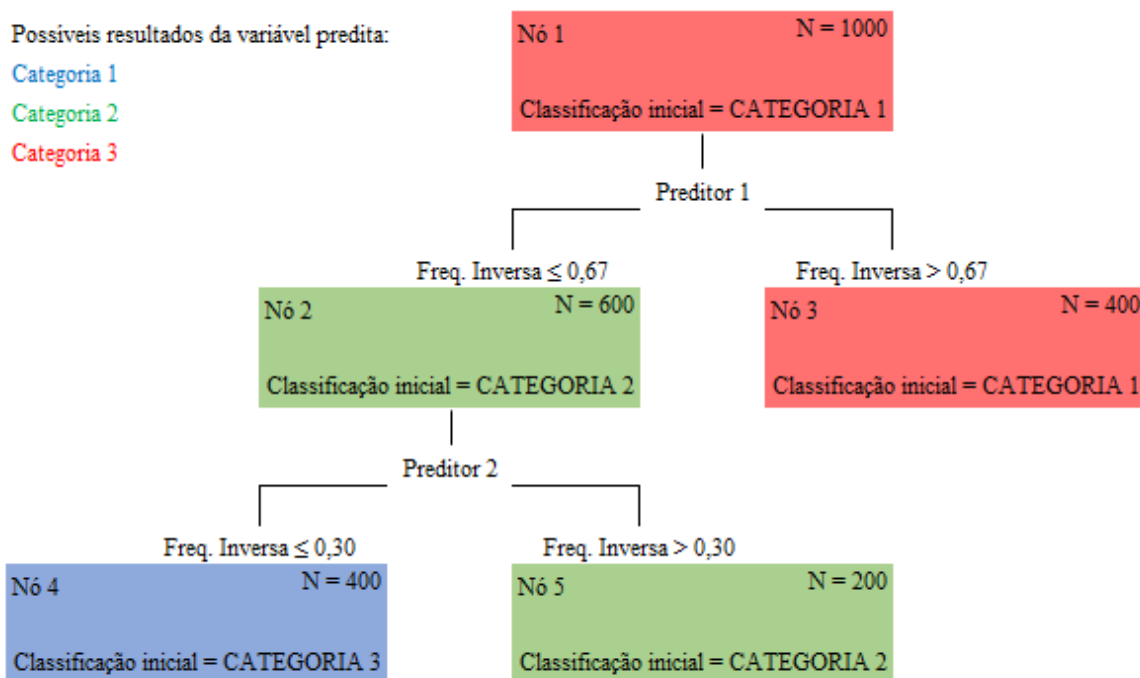 Possíveis resultados da variável predita:
Categoria 1
Categoria 2
Categoria 3
Nó 1 N = 1000
Classificação inicial = CATEGORIA 1
Preditor 1
Freq. Inversa ≤ 0,67 Freq. Inversa > 0,67
Nó 2 N = 600 Nó 3 N = 400
Classificação inicial = CATEGORIA 2 Classificação inicial = CATEGORIA 1
Preditor 2
Freq. Inversa ≤ 0,30 Freq. Inversa > 0,30
Nó 4 N = 400 Nó 5 N = 200
Classificação inicial = CATEGORIA 3 Classificação inicial = CATEGORIA 2